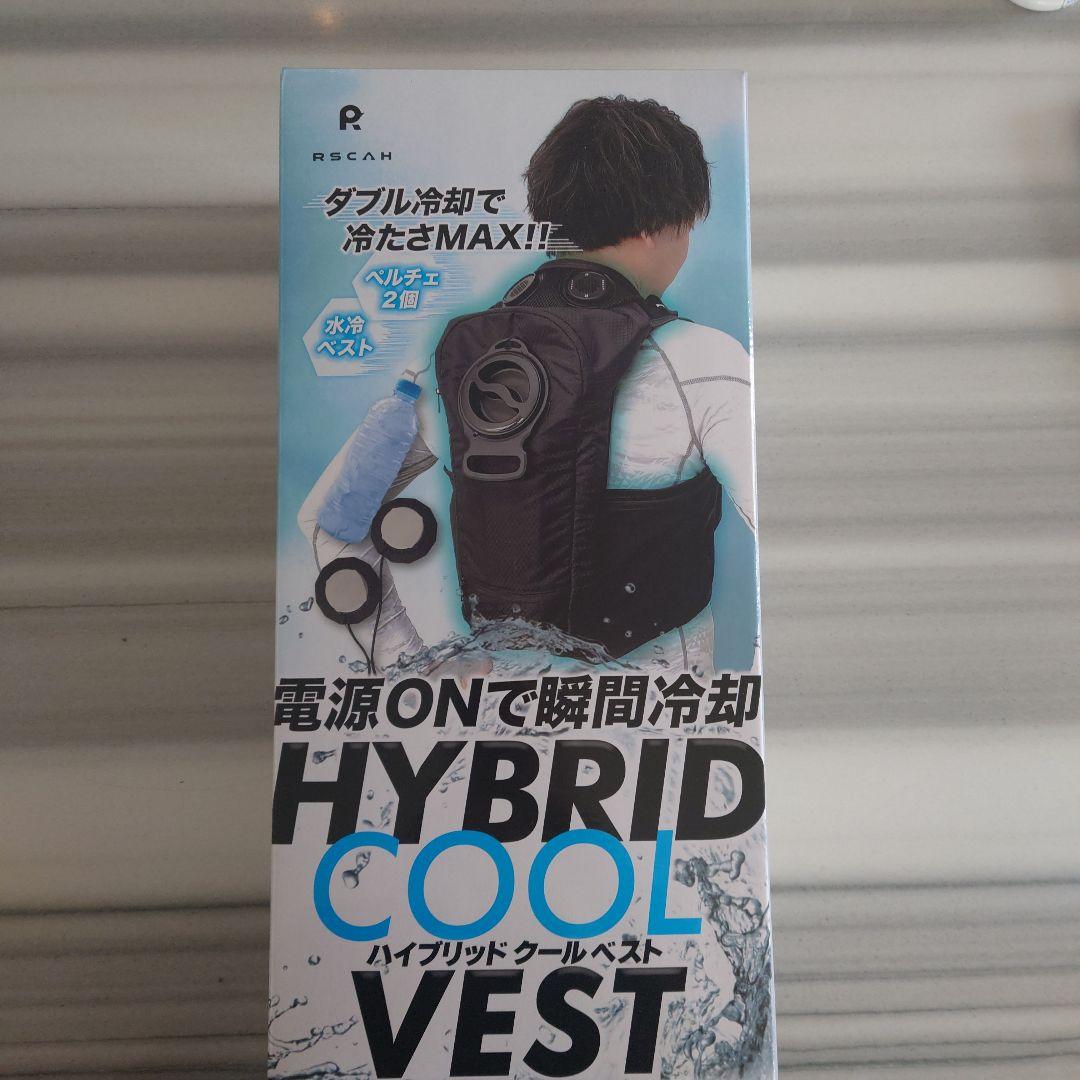 RSCAH
ダブル冷却で
冷たさMAX!!
ペルチェ
2個
水冷
ベスト
電源ONで瞬間冷却
HYBRID
COOL
ハイブリッド クール ベスト
VEST